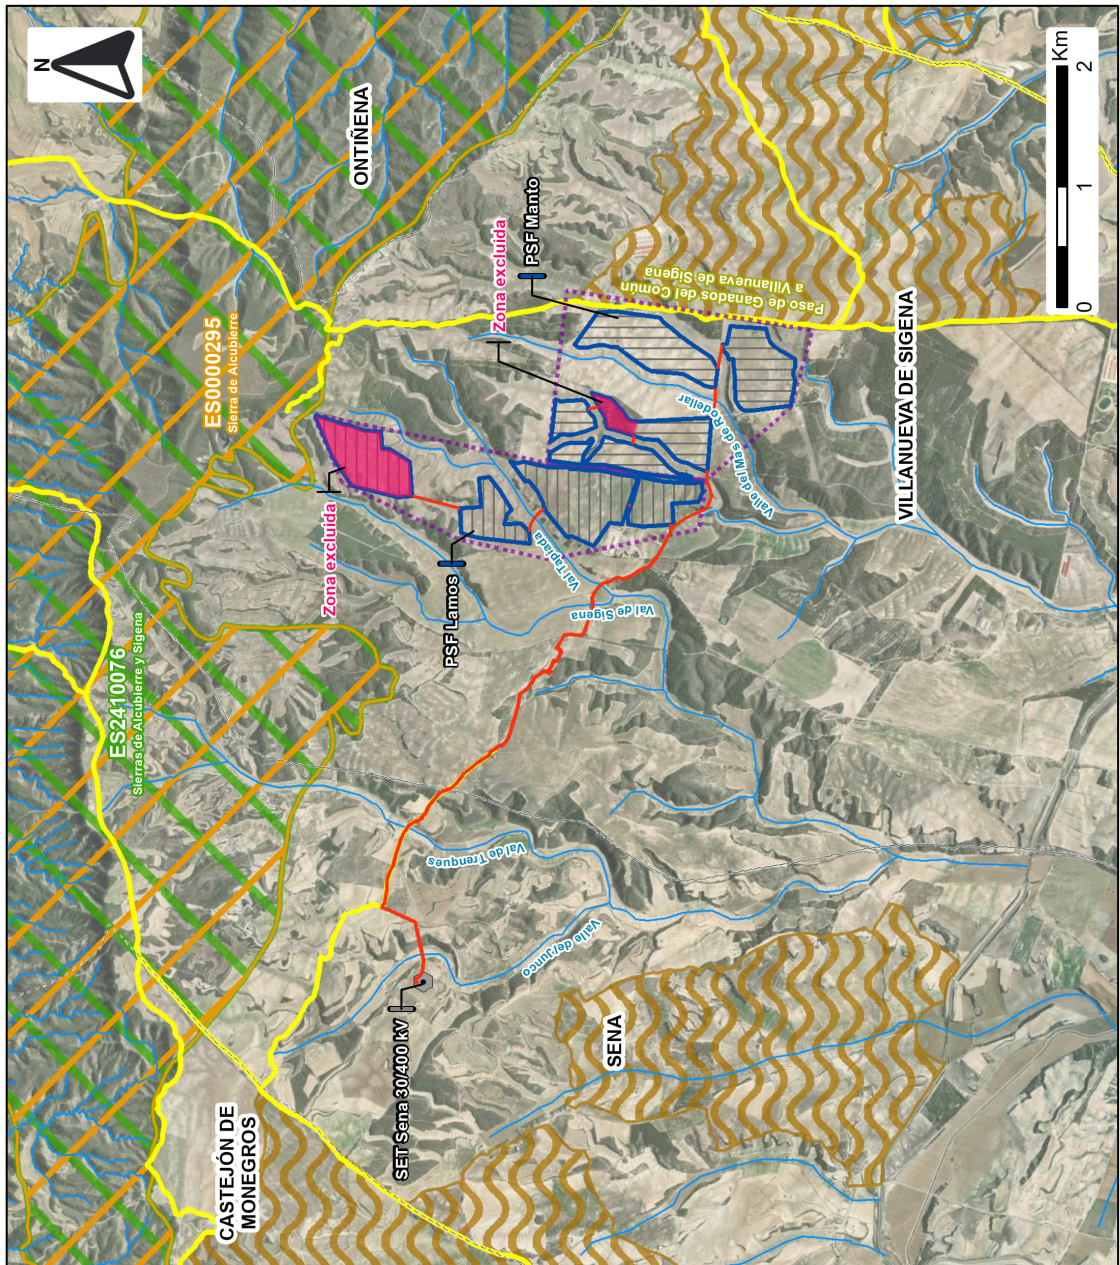 N
ES2410076
Sierras de Alcubierre y Sigena
ES0000295
Sierra de Alcubierre
ONTIÑENA
CASTEJÓN DE
MONEGROS
Zona excluida
Zona excluida
PSF Manto
PSF Lamos
Paso de Ganados del Comun
a Villanueva de Sigena
SET Sena 30/400 kV
Valle de Junco
Val de Trenques
Val de Sigena
Val Tapiada
Valle del Mas de Rodellar
SENA
VILLANUEVA DE SIGENA
0
1
2
Km